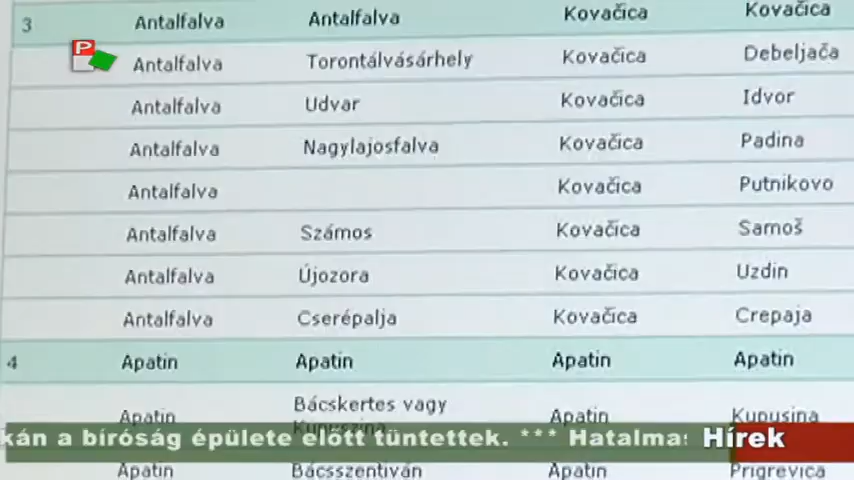 3 Antalfalva Antalfalva Kovačica Kovačica
P Antalfalva Torontálvásárhely Kovačica Debeljača
Antalfalva Udvar Kovačica Idvor
Antalfalva Nagylajosfalva Kovačica Padina
Antalfalva Kovačica Putnikovo
Antalfalva Számos Kovačica Samoš
Antalfalva Újozora Kovačica Uzdin
Antalfalva Cserépalja Kovačica Crepaja
4 Apatin Apatin Apatin Apatin
Apatin Bácskertes vagy Kupuszina Apatin Kupusina
kán a bíróság épülete előtt tüntettek. *** Hatalmas Hírek
Apatin Bácsszentiván Apatin Prigrevica